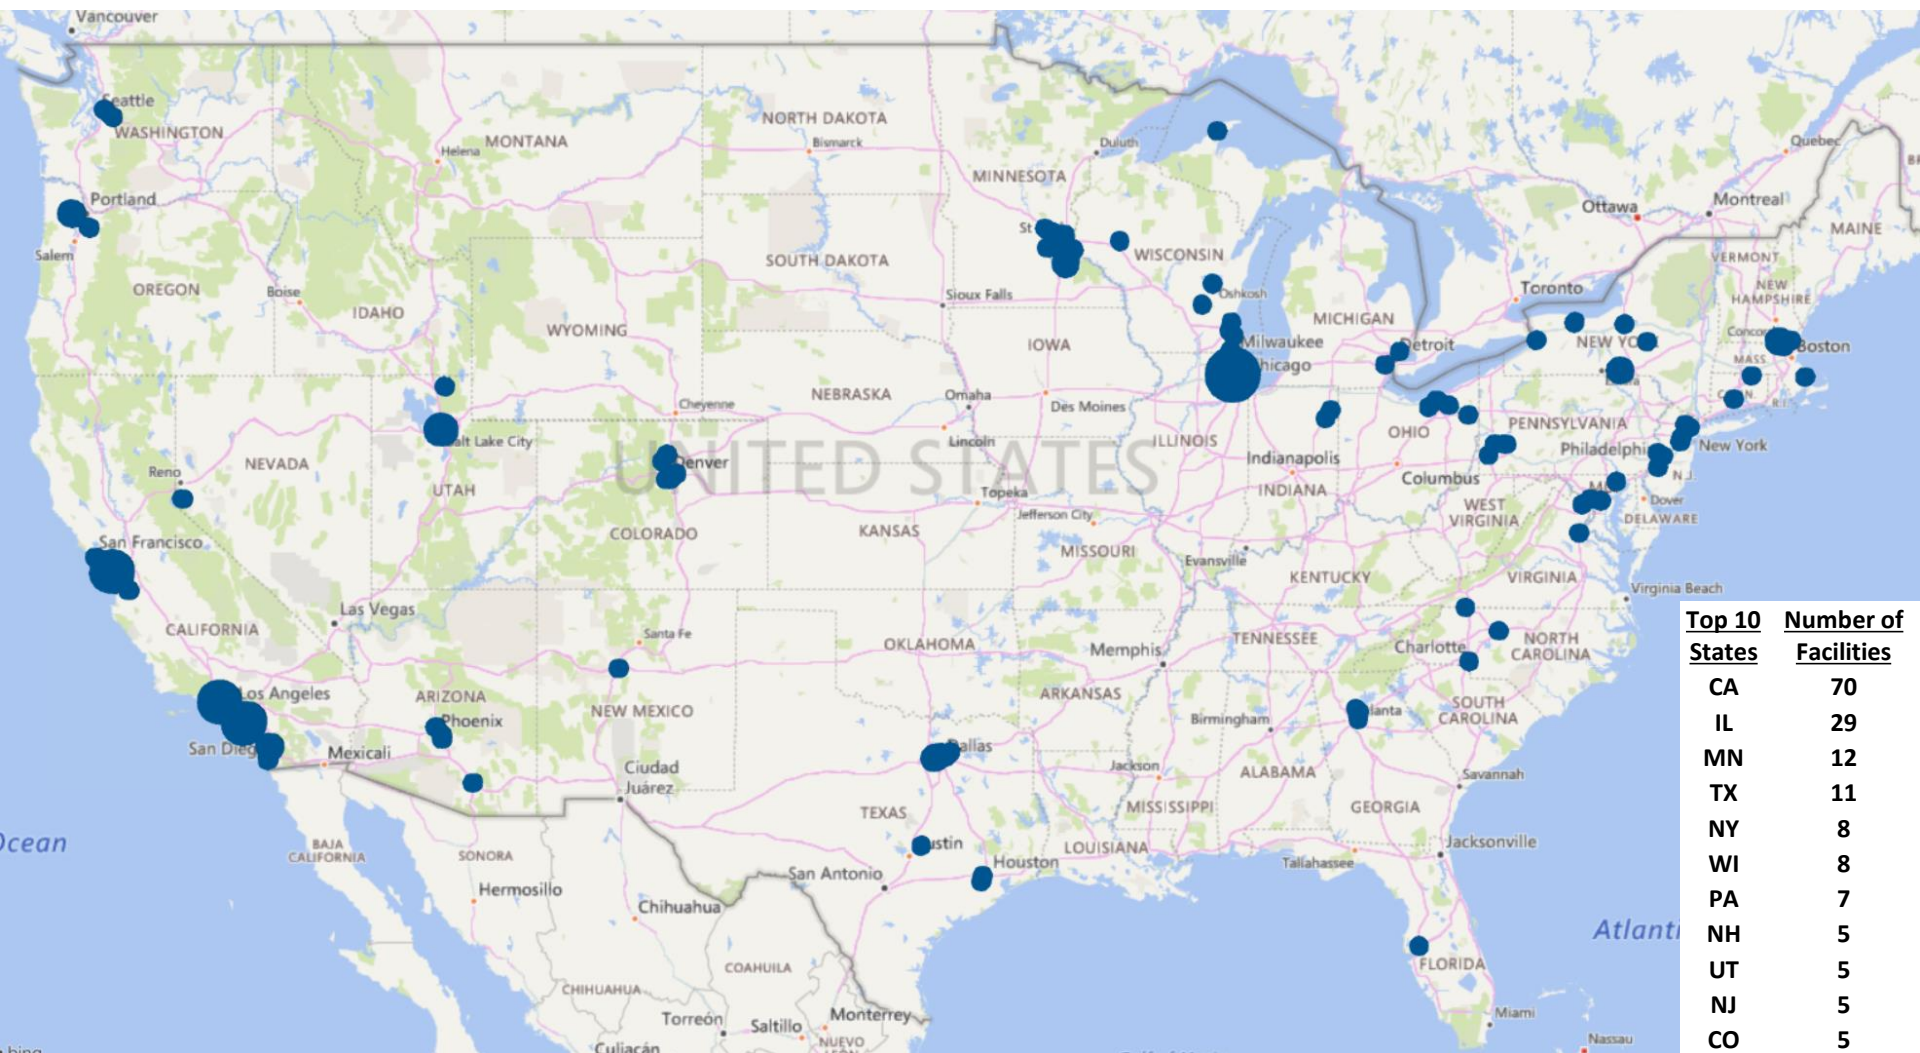 Vancouver
Seattle
WASHINGTON
MONTANA
NORTH DAKOTA
Helena
Bismarck
Duluth
Quebec
MINNESOTA
Portland
Ottawa
Montreal
Salem
St
MAINE
OREGON
Boise
IDAHO
SOUTH DAKOTA
WISCONSIN
VERMONT
Sioux Falls
Oshkosh
Toronto
NEW
HAMPSHIRE
WYOMING
MICHIGAN
IOWA
Milwaukee
Detroit
NEW YO
Concor
Boston
MASS
hicago
NEBRASKA
Omaha
Des Moines
Cheyenne
R.I.
alt Lake City
Lincoln
ILLINOIS
OHIO
PENNSYLVANIA
Philadelphi
New York
Reno
NEVADA
Denver
UNITED STATES
Indianapolis
Columbus
N.J.
UTAH
Topeka
INDIANA
Dover
DELAWARE
Jefferson City
WEST
VIRGINIA
COLORADO
KANSAS
MISSOURI
San Francisco
Evansville
KENTUCKY
VIRGINIA
Virginia Beach
Las Vegas
CALIFORNIA
Santa Fe
OKLAHOMA
Memphis
TENNESSEE
Charlotte
NORTH
CAROLINA
Los Angeles
ARIZONA
NEW MEXICO
ARKANSAS
SOUTH
CAROLINA
Phoenix
Birmingham
lanta
San Dieg
Mexicali
Dallas
Ciudad
Juárez
Jackson
ALABAMA
Savannah
TEXAS
MISSISSIPPI
GEORGIA
Ocean
BAJA
CALIFORNIA
SONORA
ustin
Houston
LOUISIANA
Tallahassee
Jacksonville
San Antonio
Hermosillo
Chihuahua
Atlanti
COAHUILA
FLORIDA
CHIHUAHUA
Torreón
Saltillo
Monterrey
Miami
NUEVO
Culiacán
Nassau
bing
Top 10 Number of
States Facilities
CA 70
IL 29
MN 12
TX 11
NY 8
WI 8
PA 7
NH 5
UT 5
NJ 5
CO 5